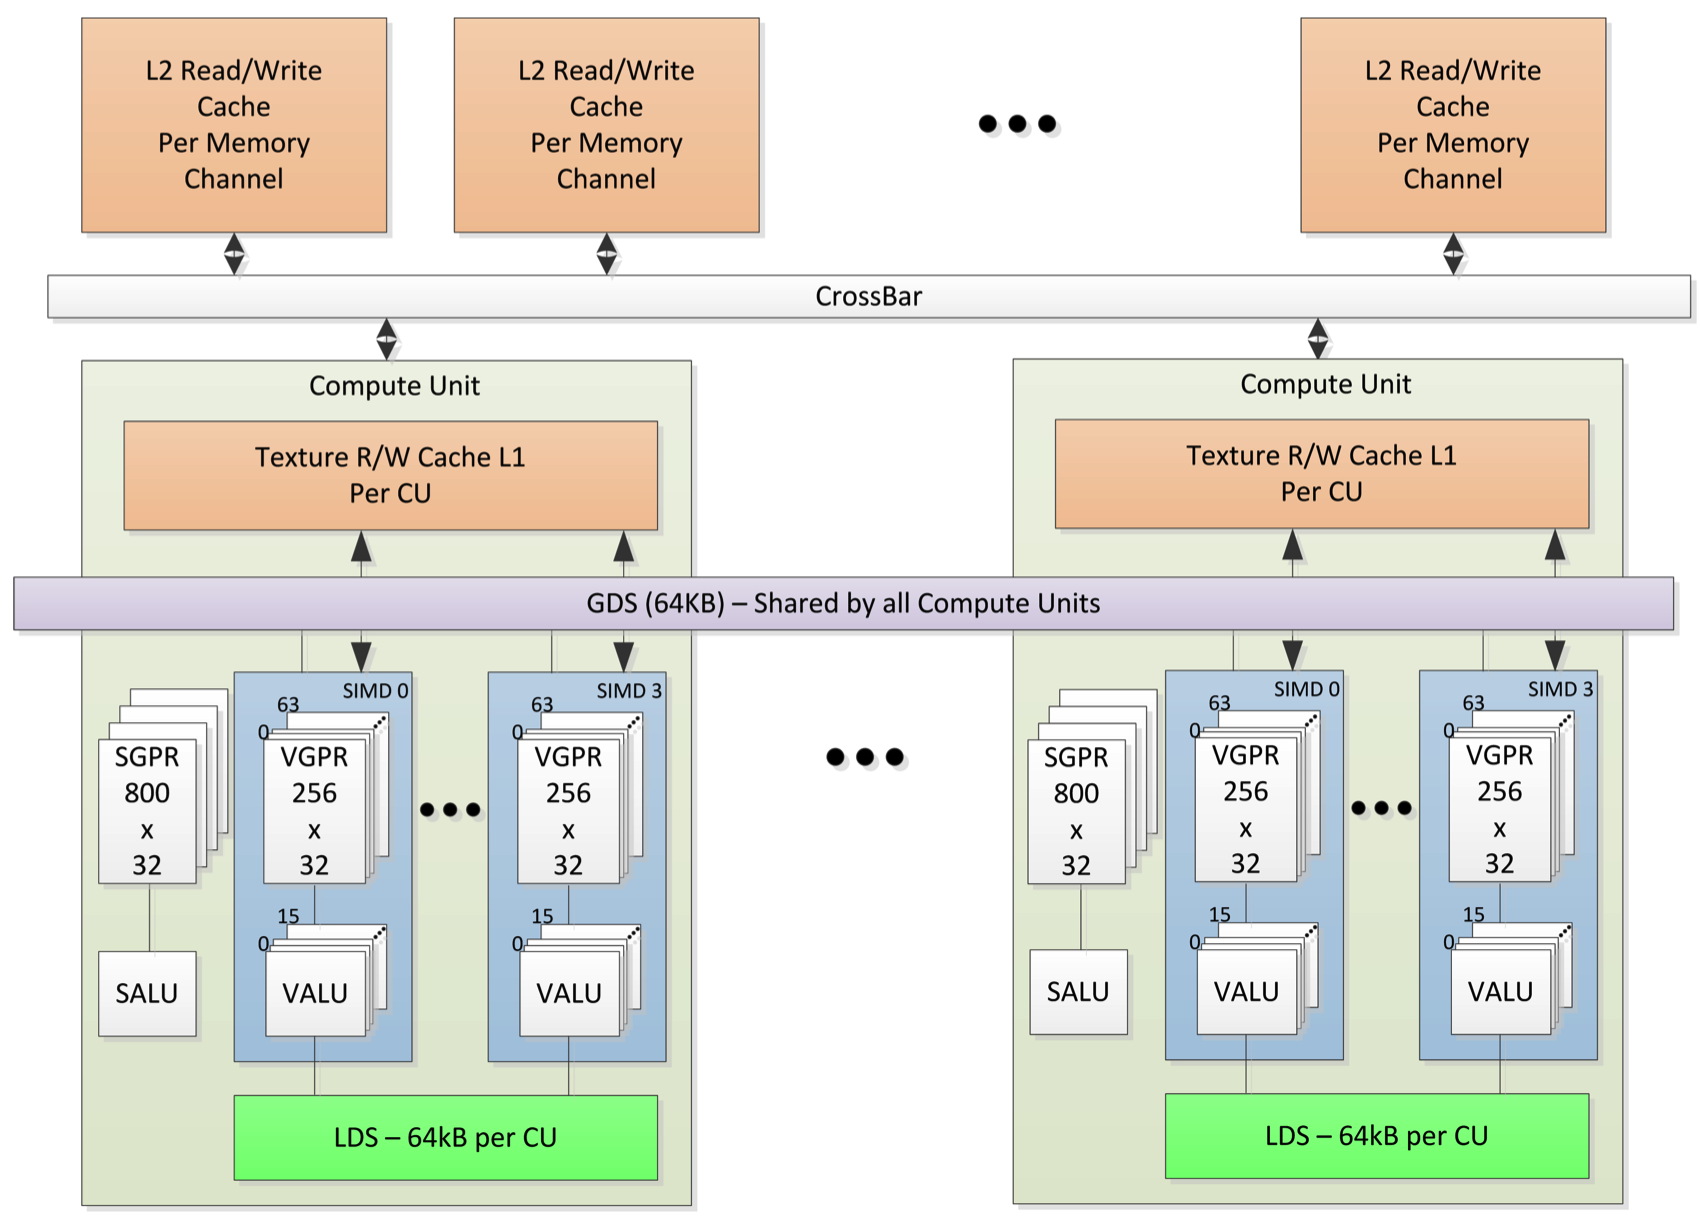 L2 Read/Write
Cache
Per Memory
Channel
L2 Read/Write
Cache
Per Memory
Channel
L2 Read/Write
Cache
Per Memory
Channel
CrossBar
Compute Unit
Texture R/W Cache L1
Per CU
Compute Unit
Texture R/W Cache L1
Per CU
GDS (64KB) – Shared by all Compute Units
SGPR
800
x
32
SALU
SIMD 0
63
0
VGPR
256
x
32
15
0
VALU
SIMD 3
63
0
VGPR
256
x
32
15
0
VALU
LDS – 64kB per CU
SGPR
800
x
32
SALU
SIMD 0
63
0
VGPR
256
x
32
15
0
VALU
SIMD 3
63
0
VGPR
256
x
32
15
0
VALU
LDS – 64kB per CU